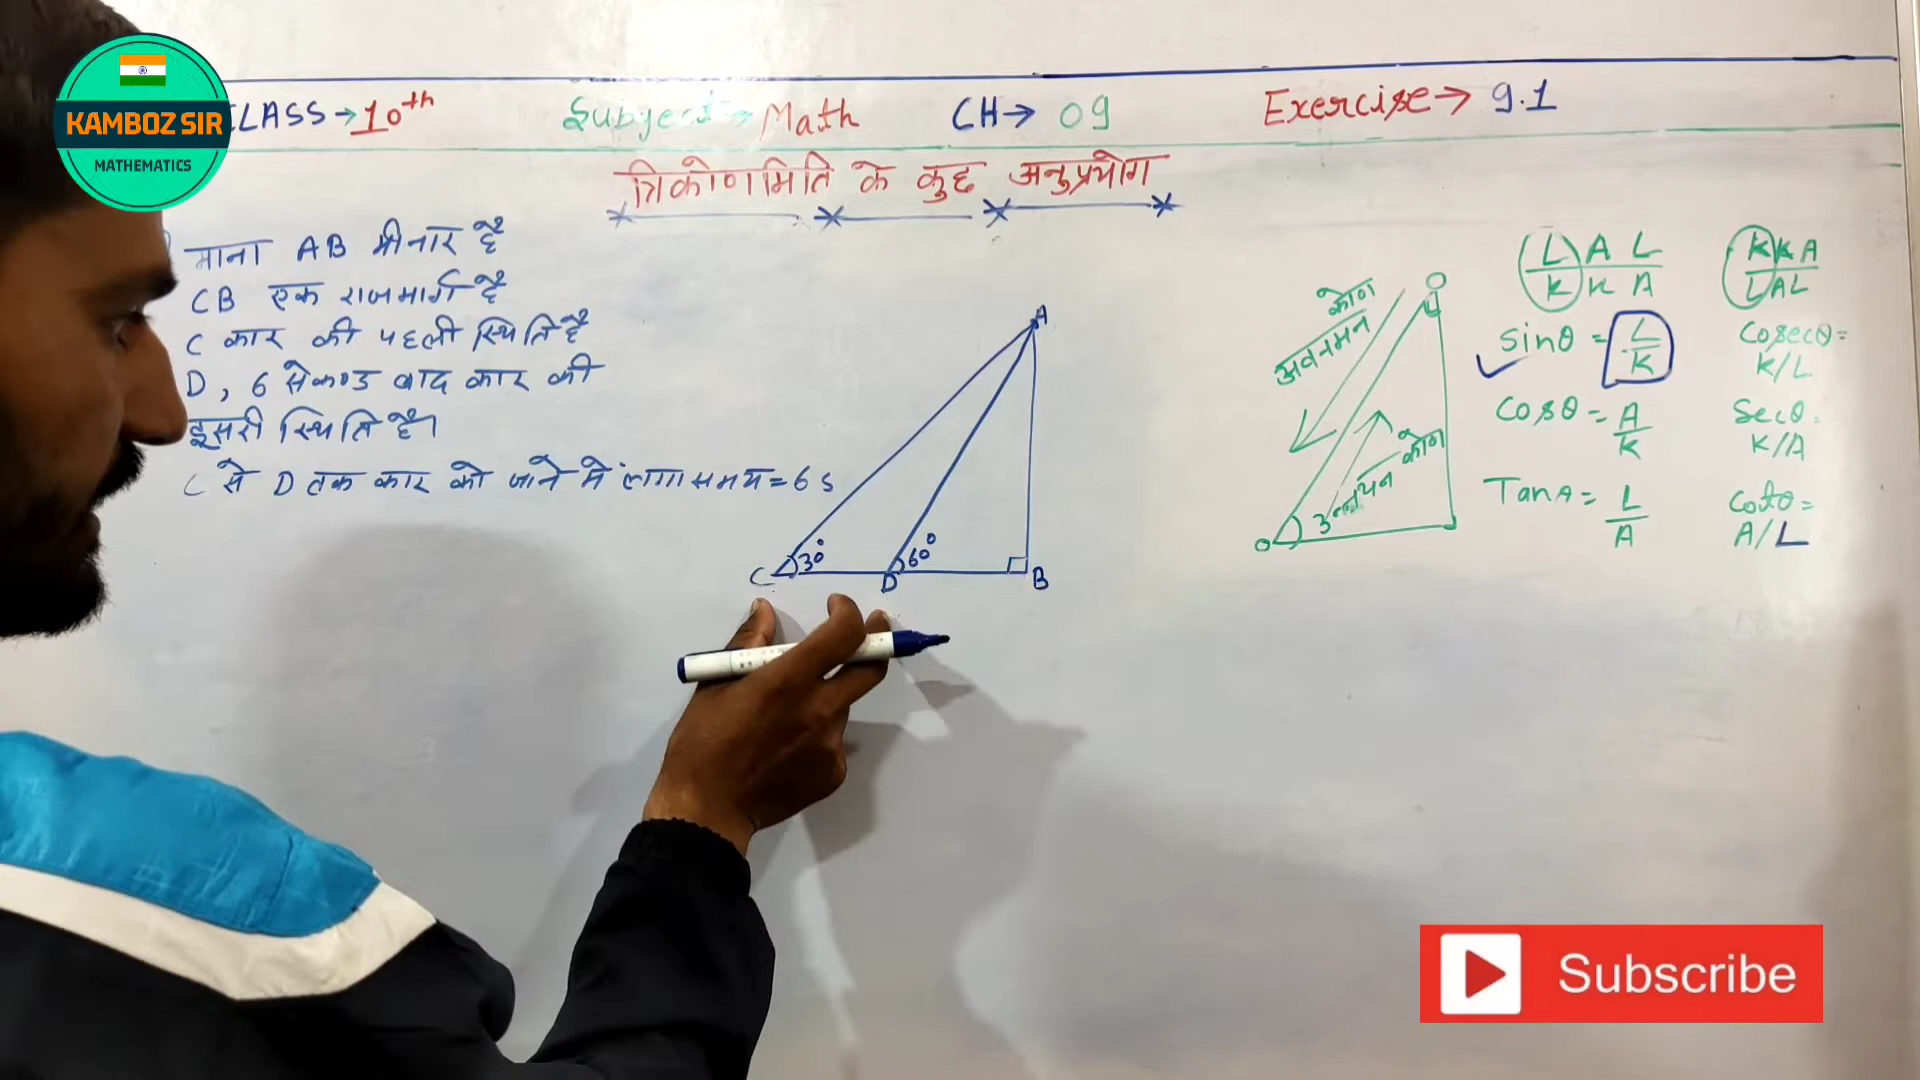 KAMBOZ SIR
MATHEMATICS
CLASS → 10th Subject → Math CH → 09 Exercise → 9.1
त्रिकोणमिति के कुछ अनुप्रयोग
माना AB मीनार है
CB एक राजमार्ग है
C कार की पहली स्थिति है
D, 6 सेकण्ड बाद कार की
दूसरी स्थिति है।
C से D तक कार को जाने में लगा समय = 6 s
A
C 30° D 60° B
अवनमन कोण
उन्नयन कोण
L A L
K K A
K K A
L A L
sinθ = L/K
cosecθ = K/L
cosθ = A/K
secθ = K/A
TanA = L/A
cotθ = A/L
Subscribe